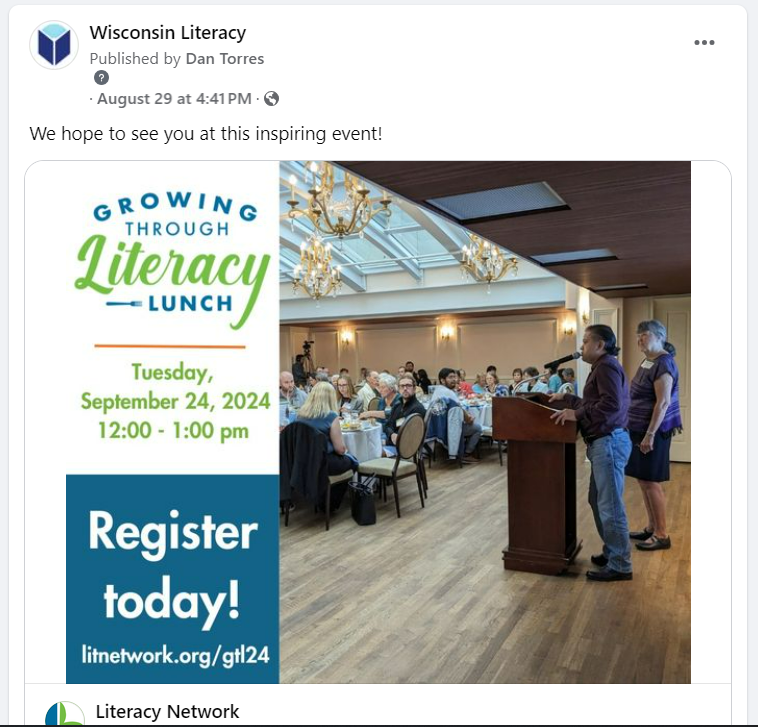 Wisconsin Literacy
Published by Dan Torres
?
· August 29 at 4:41 PM ·
We hope to see you at this inspiring event!
GROWING
THROUGH
Literacy
LUNCH
Tuesday,
September 24, 2024
12:00 - 1:00 pm
Register
today!
litnetwork.org/gtl24
Literacy Network